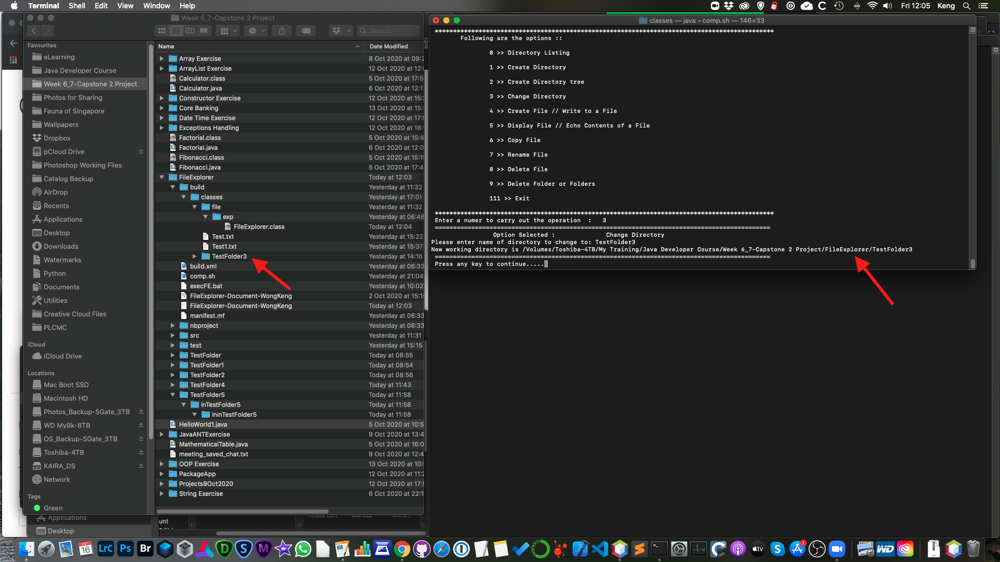 Terminal Shell Edit View Window Help
Fri 12:05 Keng
Week 6_7-Capstone 2 Project
Search
Favourites
eLearning
Java Developer Course
Week 6_7-Capstone 2 Project
Photos for Sharing
Fauna of Singapore
Wallpapers
Dropbox
pCloud Drive
Photoshop Working Files
Catalog Backup
AirDrop
Recents
Applications
Desktop
Downloads
Watermarks
Python
Documents
Utilities
Creative Cloud Files
PLCMC
iCloud
iCloud Drive
Locations
Mac Boot SSD
Macintosh HD
Photos_Backup-SGate_3TB
WD MyBk-8TB
OS_Backup-SGate_3TB
Toshiba-4TB
KAIRA_DS
Network
Tags
Green
Applications
Desktop
Name Date Modified
Array Exercise 8 Oct 2020 at 09:2
ArrayList Exercise 12 Oct 2020 at 12:
Calculator.class 5 Oct 2020 at 17:5
Calculator.java 6 Oct 2020 at 12:1
Constructor Exercise 12 Oct 2020 at 15:
Core Banking 13 Oct 2020 at 15:
Date Time Exercise 12 Oct 2020 at 17:
Exceptions Handling 12 Oct 2020 at 18:
Factorial.class 5 Oct 2020 at 15:4
Factorial.java 6 Oct 2020 at 12:0
Fibonacci.class 5 Oct 2020 at 15:1
Fibonacci.java 5 Oct 2020 at 17:4
FileExplorer Today at 12:03
build Yesterday at 11:32
classes Yesterday at 17:01
file Yesterday at 11:32
exp Yesterday at 06:48
FileExplorer.class Today at 12:04
Test.txt Yesterday at 15:22
Test1.txt Yesterday at 15:37
TestFolder3 Yesterday at 14:16
build.xml Yesterday at 06:33
comp.sh Yesterday at 21:04
execFE.bat Yesterday at 10:02
FileExplorer-Document-WongKeng 2 Oct 2020 at 15:1
FileExplorer-Document-WongKeng Today at 12:03
manifest.mf Yesterday at 06:33
nbproject Yesterday at 06:33
src Yesterday at 11:31
test Yesterday at 15:15
TestFolder Today at 08:55
TestFolder1 Today at 08:54
TestFolder2 Today at 08:56
TestFolder4 Today at 11:43
TestFolder5 Today at 11:58
inTestFolder5 Today at 11:58
ininTestFolder5 Today at 11:58
HelloWorld1.java 5 Oct 2020 at 10:5
JavaANTExercise 9 Oct 2020 at 13:4
MathematicalTable.java 5 Oct 2020 at 16:0
meeting_saved_chat.txt 9 Oct 2020 at 12:4
OOP Exercise 13 Oct 2020 at 10:
PackageApp 12 Oct 2020 at 11:2
Projects9Oct2020 12 Oct 2020 at 17:
String Exercise 6 Oct 2020 at 22:1
unt
classes — java ◂ comp.sh — 146×33
*********************************************************************************************
Following are the options ::
0 >> Directory Listing
1 >> Create Directory
2 >> Create Directory tree
3 >> Change Directory
4 >> Create File // Write to a File
5 >> Display File // Echo Contents of a File
6 >> Copy File
7 >> Rename File
8 >> Delete File
9 >> Delete Folder or Folders
111 >> Exit
*********************************************************************************************
Enter a numer to carry out the operation : 3
============================================================================================
Option Selected : Change Directory
Please enter name of directory to change to: TestFolder3
New working directory is /Volumes/Toshiba-4TB/My Training/Java Developer Course/Week 6_7-Capstone 2 Project/FileExplorer/TestFolder3
============================================================================================
Press any key to continue.....
OCT
16
LrC
Ps
Br
tv
WD
1